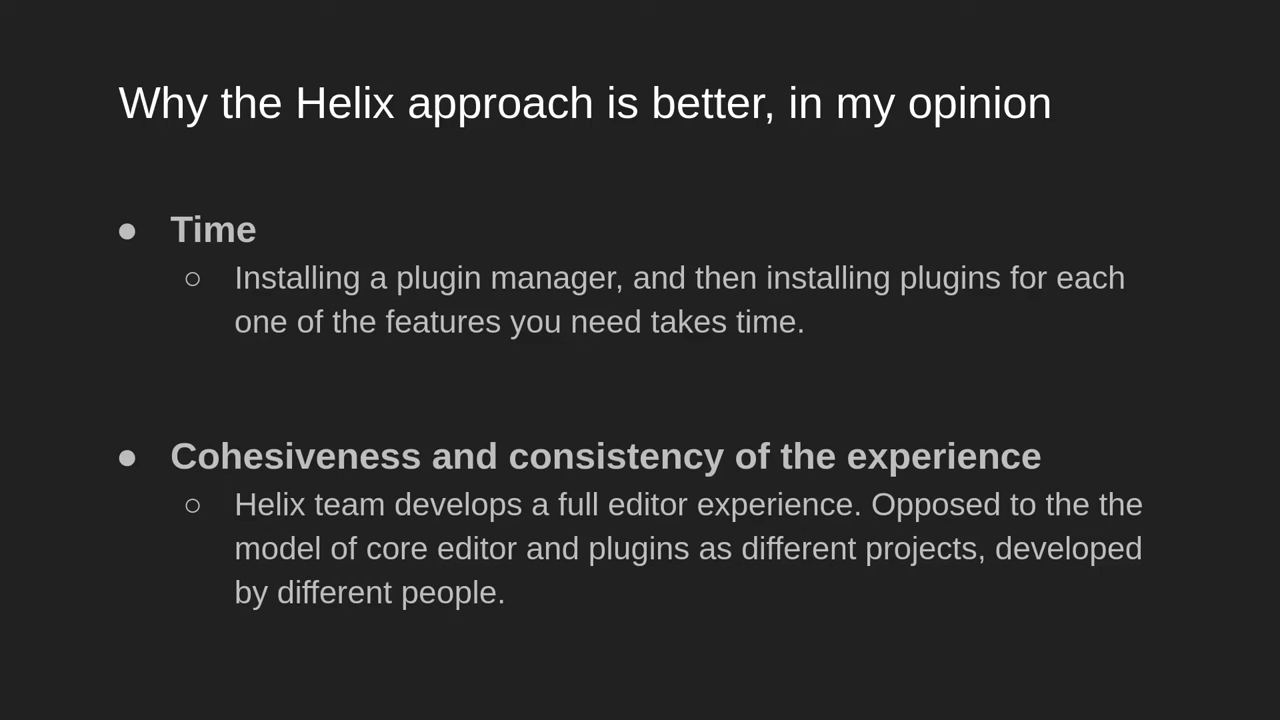 Why the Helix approach is better, in my opinion
● Time
○ Installing a plugin manager, and then installing plugins for each
one of the features you need takes time.
● Cohesiveness and consistency of the experience
○ Helix team develops a full editor experience. Opposed to the the
model of core editor and plugins as different projects, developed
by different people.